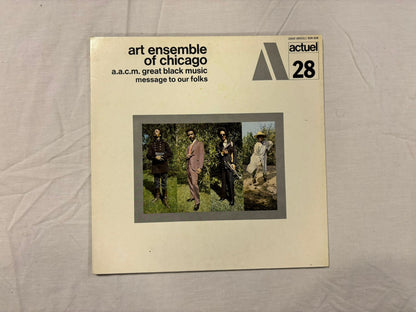 art ensemble
of chicago
a.a.c.m. great black music
message to our folks
actuel
28